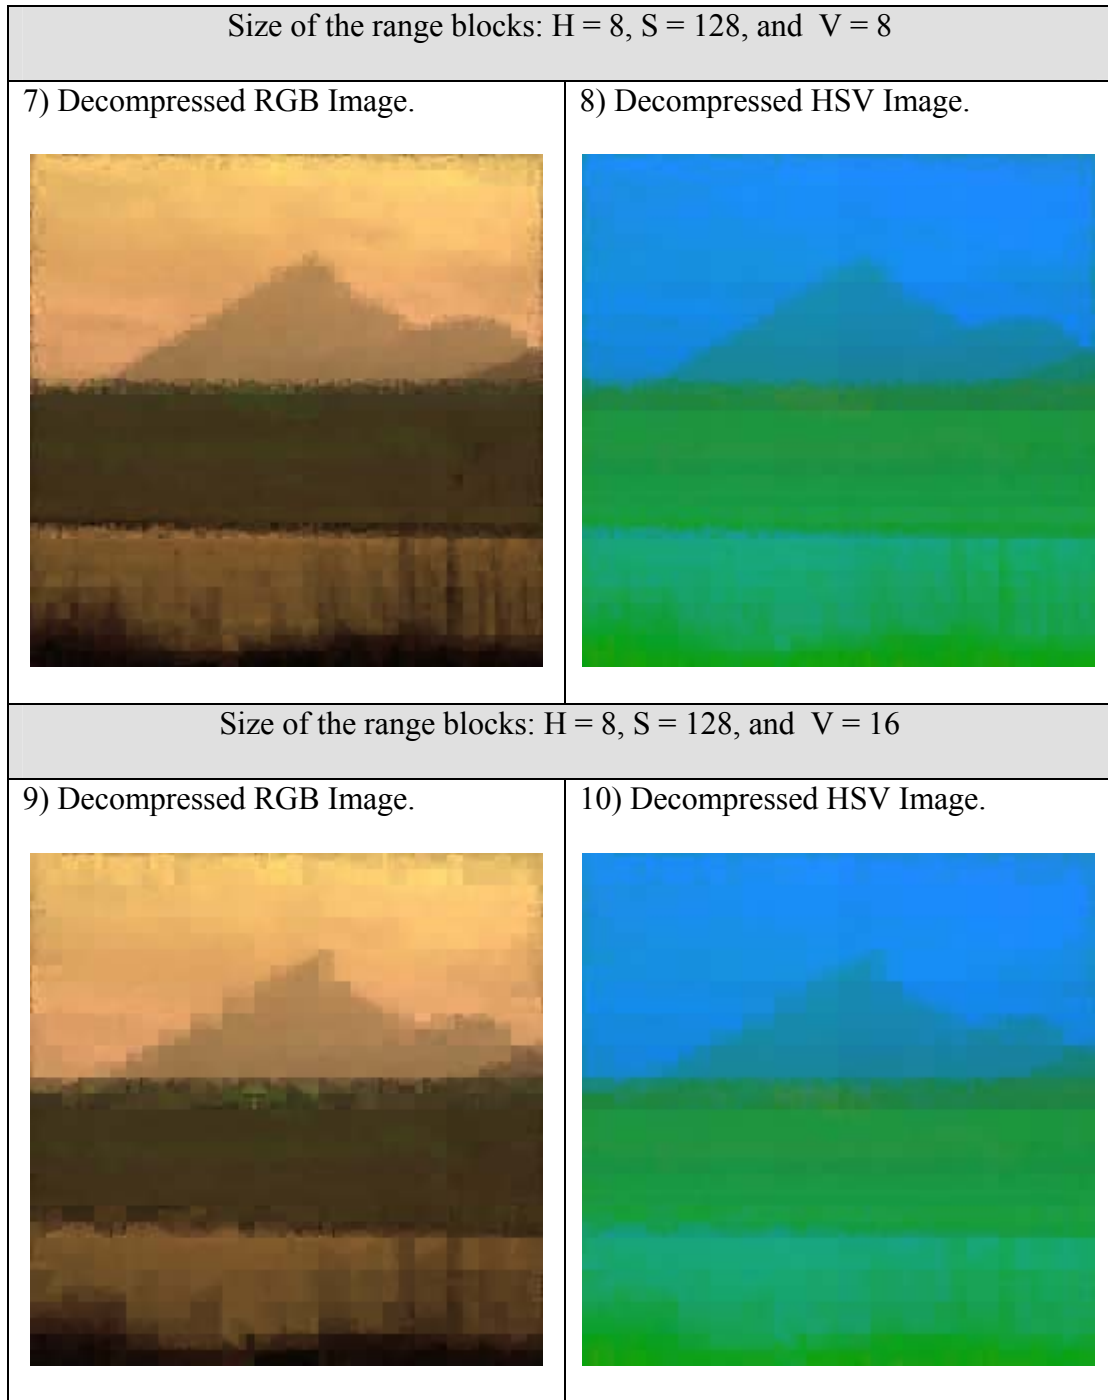 Size of the range blocks: H = 8, S = 128, and V = 8
7) Decompressed RGB Image.
8) Decompressed HSV Image.
Size of the range blocks: H = 8, S = 128, and V = 16
9) Decompressed RGB Image.
10) Decompressed HSV Image.